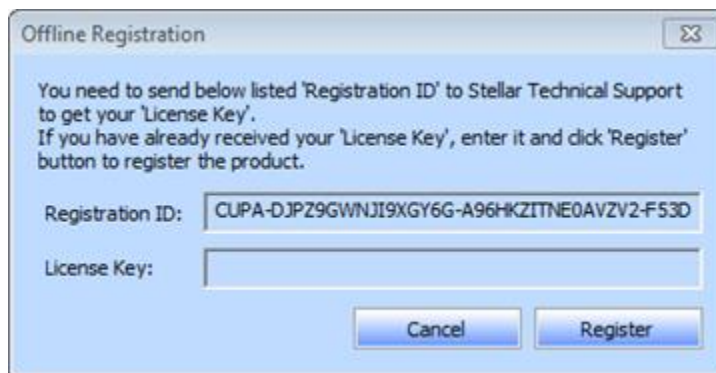 Offline Registration
You need to send below listed 'Registration ID' to Stellar Technical Support
to get your 'License Key'.
If you have already received your 'License Key', enter it and click 'Register'
button to register the product.
Registration ID: CUPA-DJPZ9GWNJI9XGY6G-A96HKZITNE0AVZV2-F53D
License Key:
Cancel Register